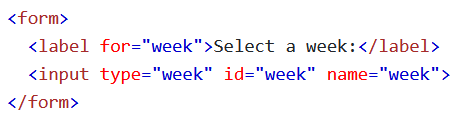 <form>
  <label for="week">Select a week:</label>
  <input type="week" id="week" name="week">
</form>